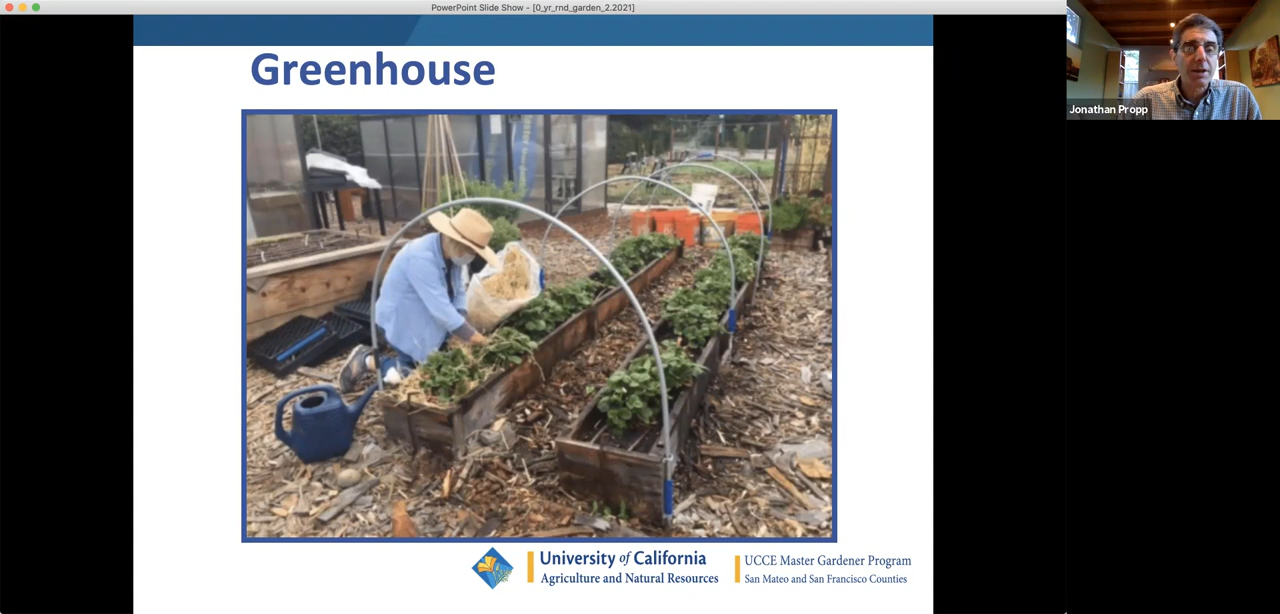 PowerPoint Slide Show - [0_yr_rnd_garden_2.2021]
Greenhouse
Jonathan Propp
University of California
Agriculture and Natural Resources
UCCE Master Gardener Program
San Mateo and San Francisco Counties